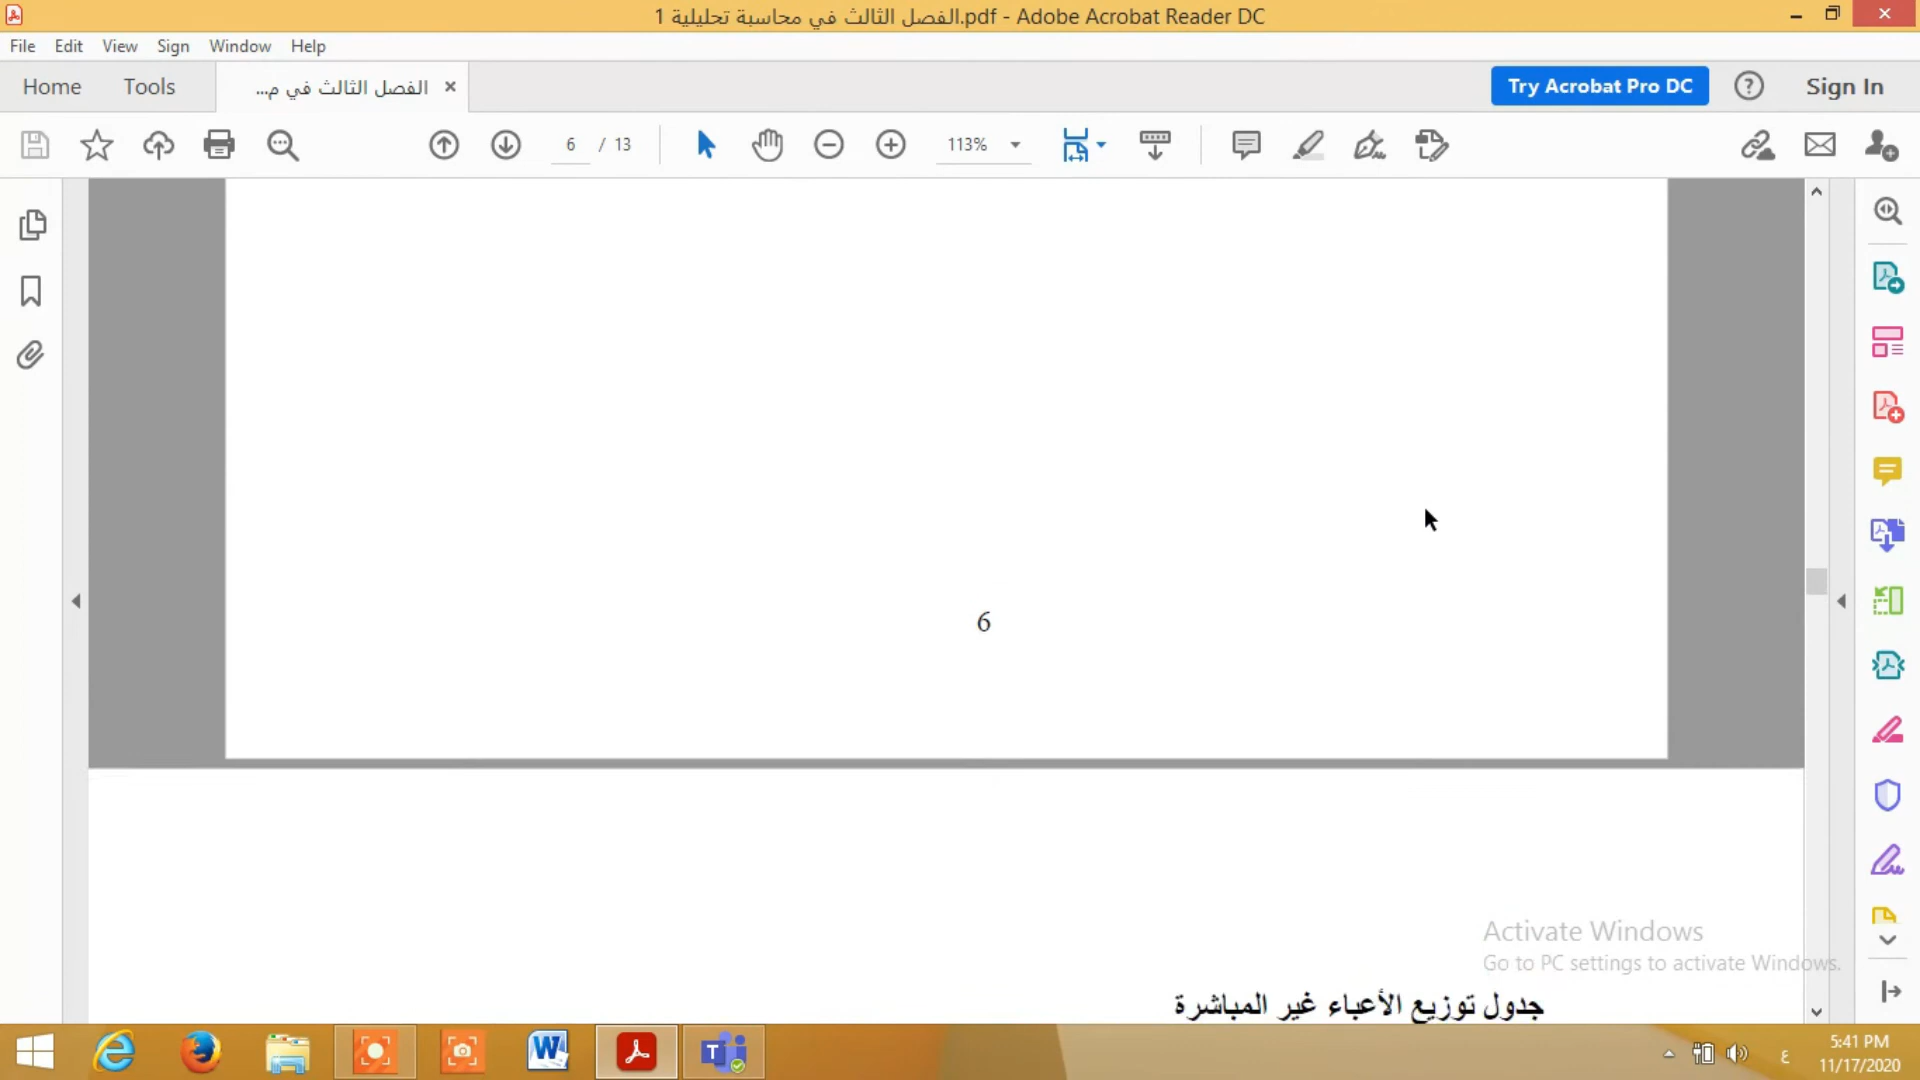 الفصل الثالث في محاسبة تحليلية 1.pdf - Adobe Acrobat Reader DC
File Edit View Sign Window Help
Home Tools الفصل الثالث في م... × Try Acrobat Pro DC ? Sign In
6 / 13 113%
6
Activate Windows
Go to PC settings to activate Windows.
جدول توزيع الأعباء غير المباشرة
5:41 PM
ع
11/17/2020